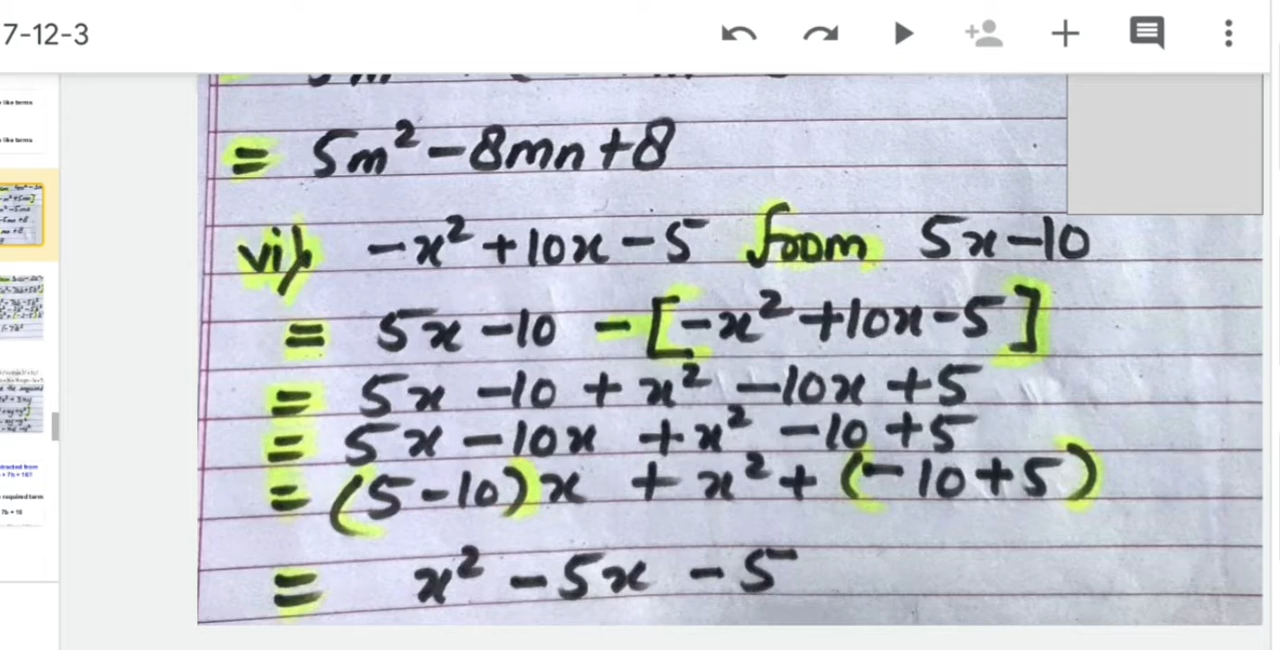 7-12-3
= 5m² - 8mn + 8
vi) -x² + 10x - 5 from 5x - 10
= 5x - 10 - [-x² + 10x - 5]
= 5x - 10 + x² - 10x + 5
= 5x - 10x + x² - 10 + 5
= (5 - 10)x + x² + (-10 + 5)
= x² - 5x - 5